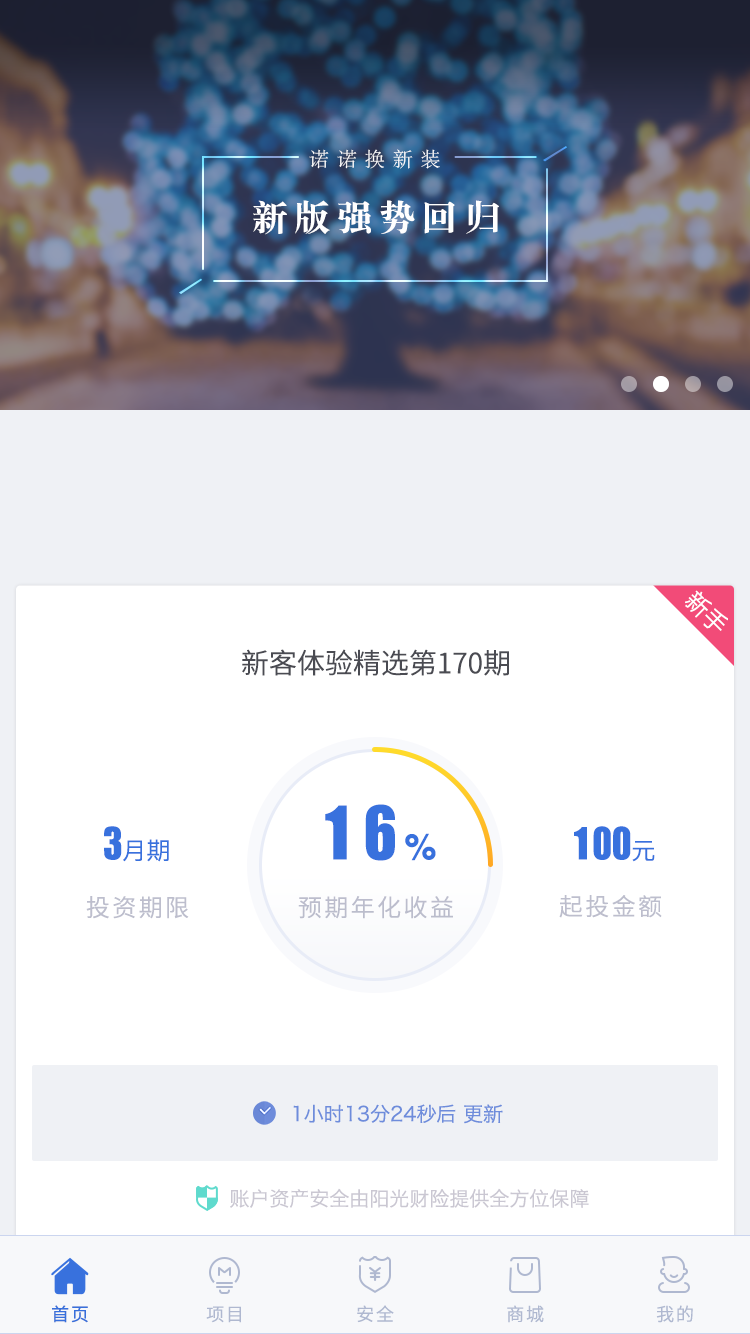 诺诺换新装
新版强势回归
新手
新客体验精选第170期
3月期
投资期限
16%
预期年化收益
100元
起投金额
1小时13分24秒后 更新
账户资产安全由阳光财险提供全方位保障
首页
项目
安全
商城
我的